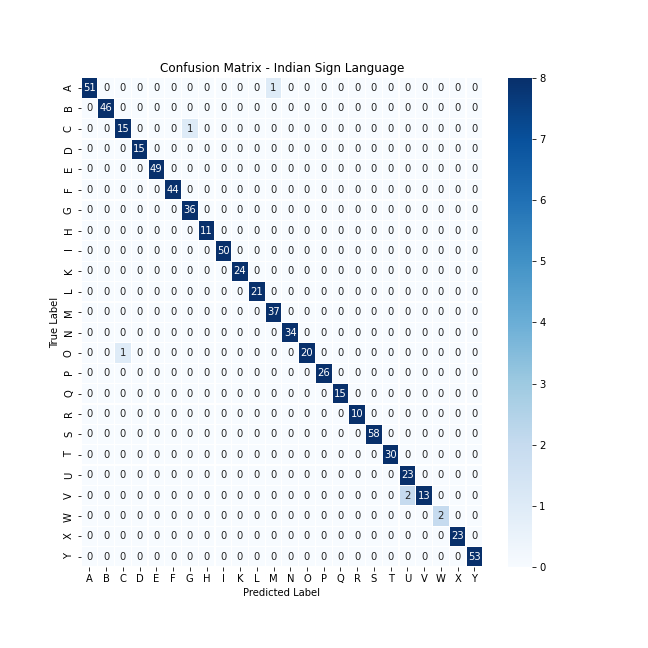 Confusion Matrix - Indian Sign Language
True Label
A 51 0 0 0 0 0 0 0 0 0 0 1 0 0 0 0 0 0 0 0 0 0 0 0
B 0 46 0 0 0 0 0 0 0 0 0 0 0 0 0 0 0 0 0 0 0 0 0 0
C 0 0 15 0 0 0 1 0 0 0 0 0 0 0 0 0 0 0 0 0 0 0 0 0
D 0 0 0 15 0 0 0 0 0 0 0 0 0 0 0 0 0 0 0 0 0 0 0 0
E 0 0 0 0 49 0 0 0 0 0 0 0 0 0 0 0 0 0 0 0 0 0 0 0
F 0 0 0 0 0 44 0 0 0 0 0 0 0 0 0 0 0 0 0 0 0 0 0 0
G 0 0 0 0 0 0 36 0 0 0 0 0 0 0 0 0 0 0 0 0 0 0 0 0
H 0 0 0 0 0 0 0 11 0 0 0 0 0 0 0 0 0 0 0 0 0 0 0 0
I 0 0 0 0 0 0 0 0 50 0 0 0 0 0 0 0 0 0 0 0 0 0 0 0
K 0 0 0 0 0 0 0 0 0 24 0 0 0 0 0 0 0 0 0 0 0 0 0 0
L 0 0 0 0 0 0 0 0 0 0 21 0 0 0 0 0 0 0 0 0 0 0 0 0
M 0 0 0 0 0 0 0 0 0 0 0 37 0 0 0 0 0 0 0 0 0 0 0 0
N 0 0 0 0 0 0 0 0 0 0 0 0 34 0 0 0 0 0 0 0 0 0 0 0
O 0 0 1 0 0 0 0 0 0 0 0 0 0 20 0 0 0 0 0 0 0 0 0 0
P 0 0 0 0 0 0 0 0 0 0 0 0 0 0 26 0 0 0 0 0 0 0 0 0
Q 0 0 0 0 0 0 0 0 0 0 0 0 0 0 0 15 0 0 0 0 0 0 0 0
R 0 0 0 0 0 0 0 0 0 0 0 0 0 0 0 0 10 0 0 0 0 0 0 0
S 0 0 0 0 0 0 0 0 0 0 0 0 0 0 0 0 0 58 0 0 0 0 0 0
T 0 0 0 0 0 0 0 0 0 0 0 0 0 0 0 0 0 0 30 0 0 0 0 0
U 0 0 0 0 0 0 0 0 0 0 0 0 0 0 0 0 0 0 0 23 0 0 0 0
V 0 0 0 0 0 0 0 0 0 0 0 0 0 0 0 0 0 0 0 2 13 0 0 0
W 0 0 0 0 0 0 0 0 0 0 0 0 0 0 0 0 0 0 0 0 0 2 0 0
X 0 0 0 0 0 0 0 0 0 0 0 0 0 0 0 0 0 0 0 0 0 0 23 0
Y 0 0 0 0 0 0 0 0 0 0 0 0 0 0 0 0 0 0 0 0 0 0 0 53
A B C D E F G H I K L M N O P Q R S T U V W X Y
Predicted Label
8
7
6
5
4
3
2
1
0